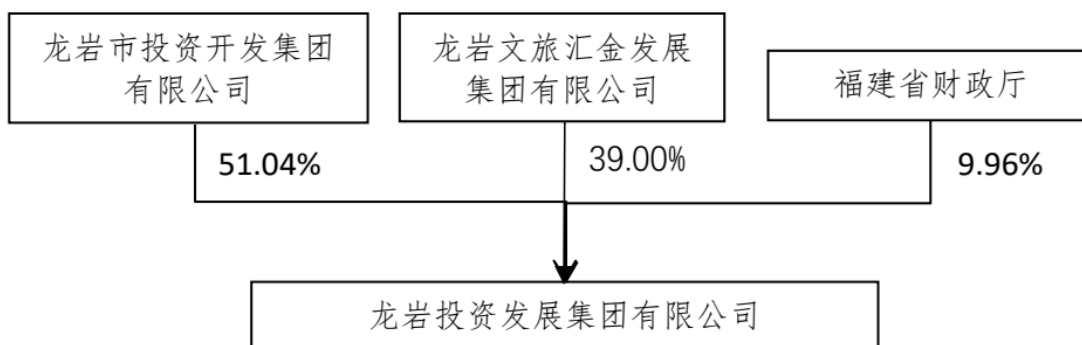 龙岩市投资开发集团
有限公司
龙岩文旅汇金发展
集团有限公司
福建省财政厅
51.04%
39.00%
9.96%
龙岩投资发展集团有限公司